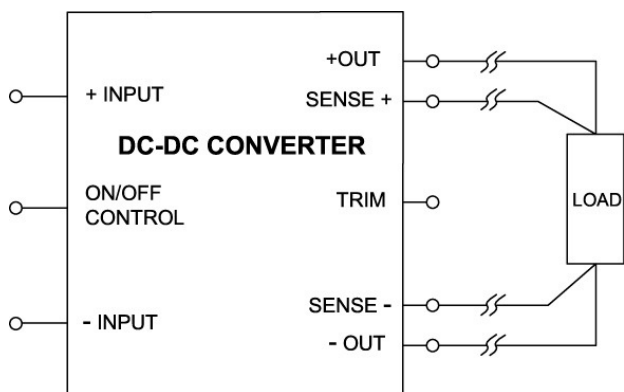 +OUT
+ INPUT
SENSE +
DC-DC CONVERTER
ON/OFF
CONTROL
TRIM
LOAD
SENSE -
- INPUT
- OUT